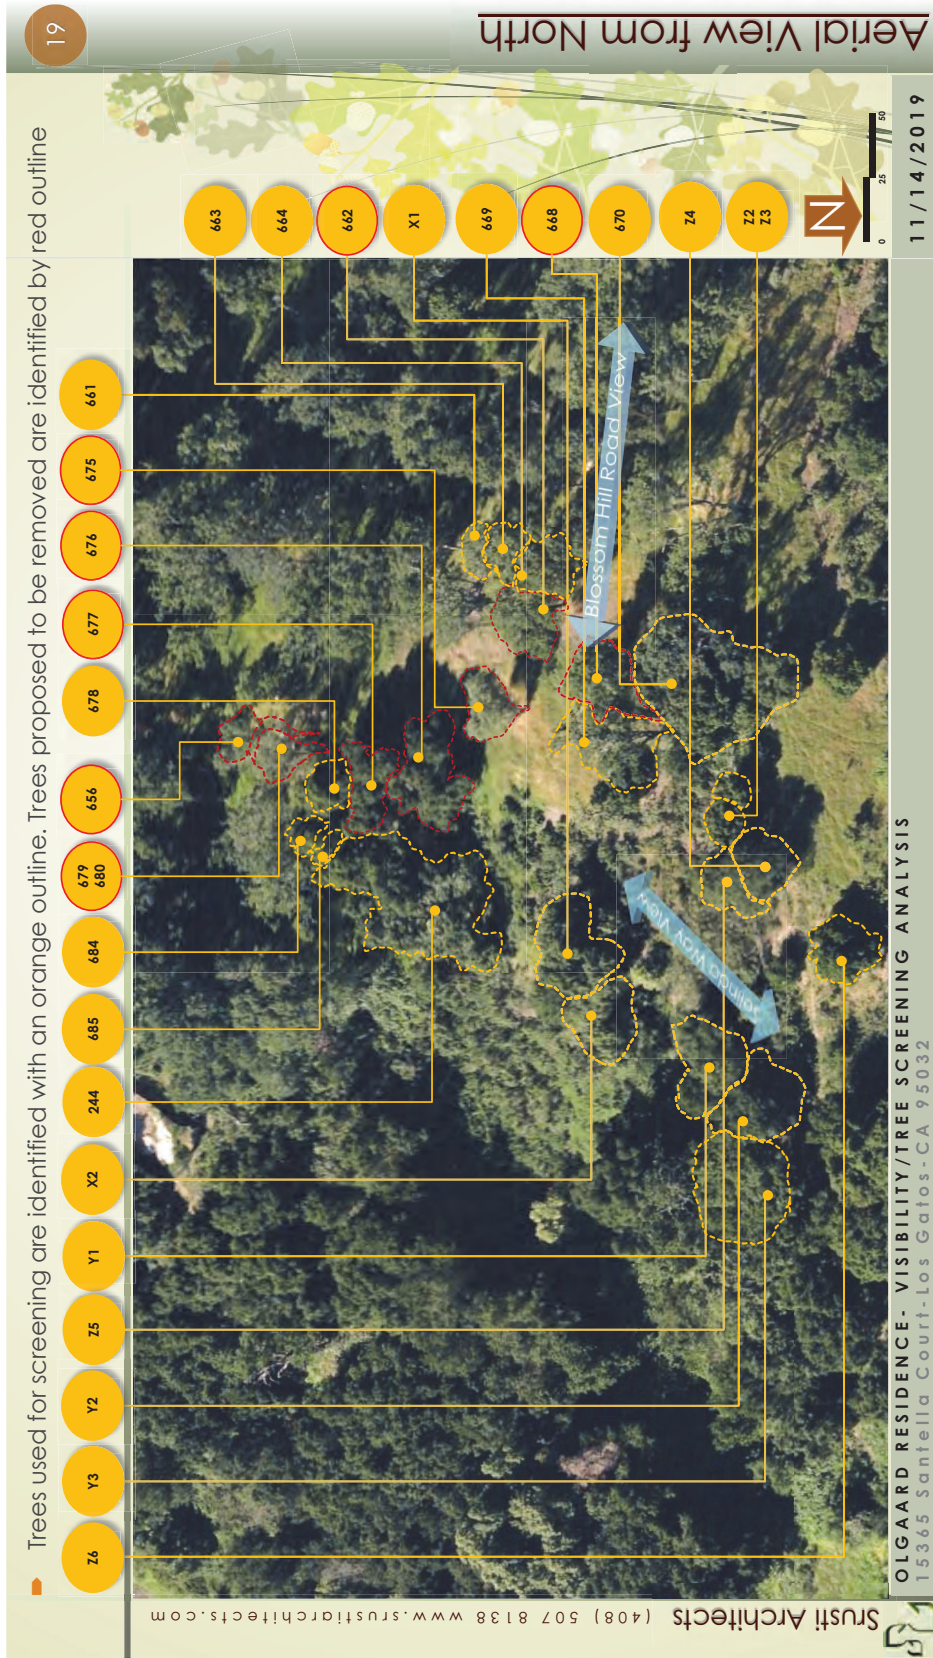 Aerial View from North
19
Trees used for screening are identified with an orange outline. Trees proposed to be removed are identified by red outline
Z6
Y3
Y2
Z5
Y1
X2
244
685
684
679
680
656
678
677
676
675
661
663
664
662
X1
669
668
670
Z4
Z2
Z3
N
0
25
50
Blossom Hill Road View
Way View
OLGAARD RESIDENCE- VISIBILITY/TREE SCREENING ANALYSIS
15365 Santella Court-Los Gatos-CA 95032
11/14/2019
Srusti Architects
(408) 507 8138 www.srustiarchitects.com